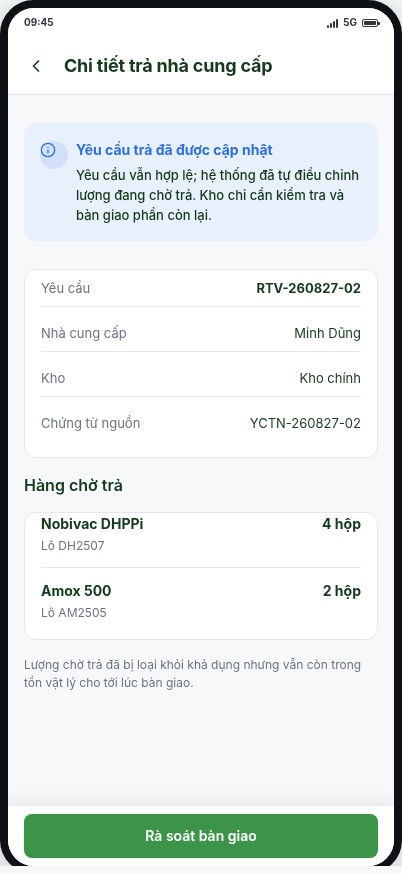 09:45
5G
Chi tiết trả nhà cung cấp
Yêu cầu trả đã được cập nhật
Yêu cầu vẫn hợp lệ; hệ thống đã tự điều chỉnh
lượng đang chờ trả. Kho chỉ cần kiểm tra và
bàn giao phần còn lại.
Yêu cầu
RTV-260827-02
Nhà cung cấp
Minh Dũng
Kho
Kho chính
Chứng từ nguồn
YCTN-260827-02
Hàng chờ trả
Nobivac DHPPi
4 hộp
Lô DH2507
Amox 500
2 hộp
Lô AM2505
Lượng chờ trả đã bị loại khỏi khả dụng nhưng vẫn còn trong
tồn vật lý cho tới lúc bàn giao.
Rà soát bàn giao